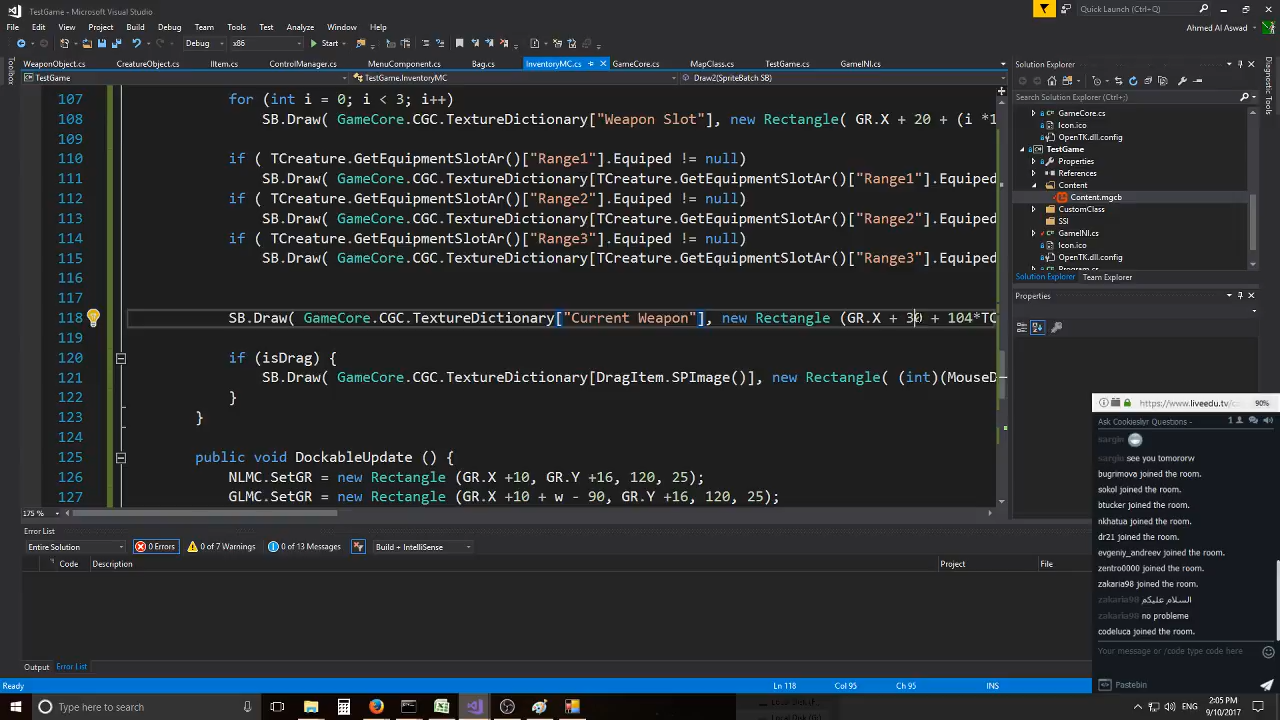 TestGame - Microsoft Visual Studio
Quick Launch (Ctrl+Q)
File Edit View Project Build Debug Team Tools Test Analyze Window Help
Ahmed Al Aswad
Debug x86 Start
WeaponObject.cs CreatureObject.cs IItem.cs ControlManager.cs MenuComponent.cs Bag.cs InventoryMC.cs GameCore.cs MapClass.cs TestGame.cs GameINI.cs
TestGame TestGame.InventoryMC Draw2(SpriteBatch SB)
Toolbox
107 for (int i = 0; i < 3; i++)
108 SB.Draw( GameCore.CGC.TextureDictionary["Weapon Slot"], new Rectangle( GR.X + 20 + (i *1
109
110 if ( TCreature.GetEquipmentSlotAr()["Range1"].Equiped != null)
111 SB.Draw( GameCore.CGC.TextureDictionary[TCreature.GetEquipmentSlotAr()["Range1"].Equiped
112 if ( TCreature.GetEquipmentSlotAr()["Range2"].Equiped != null)
113 SB.Draw( GameCore.CGC.TextureDictionary[TCreature.GetEquipmentSlotAr()["Range2"].Equiped
114 if ( TCreature.GetEquipmentSlotAr()["Range3"].Equiped != null)
115 SB.Draw( GameCore.CGC.TextureDictionary[TCreature.GetEquipmentSlotAr()["Range3"].Equiped
116
117
118 SB.Draw( GameCore.CGC.TextureDictionary["Current Weapon"], new Rectangle (GR.X + 30 + 104*TC
119
120 if (isDrag) {
121 SB.Draw( GameCore.CGC.TextureDictionary[DragItem.SPImage()], new Rectangle( (int)(MouseD
122 }
123 }
124
125 public void DockableUpdate () {
126 NLMC.SetGR = new Rectangle (GR.X +10, GR.Y +16, 120, 25);
127 GLMC.SetGR = new Rectangle (GR.X +10 + w - 90, GR.Y +16, 120, 25);
175 %
Solution Explorer
Search Solution Explorer (Ctrl+;)
GameCore.cs
Icon.ico
OpenTK.dll.config
TestGame
Properties
References
Content
Content.mgcb
CustomClass
SSI
GameINI.cs
Icon.ico
OpenTK.dll.config
Program.cs
Solution Explorer Team Explorer
Properties
Diagnostic Tools
Error List
Entire Solution 0 Errors 0 of 7 Warnings 0 of 13 Messages Build + IntelliSense
Code Description Project File
Output Error List
Ready Ln 118 Col 95 Ch 95 INS
https://www.liveedu.tv/c 90%
Ask Cookieslyr Questions - 1
sargin
sargin see you tomororw
bugrimova joined the room.
sokol joined the room.
btucker joined the room.
nkhatua joined the room.
dr21 joined the room.
evgeniy_andreev joined the room.
zentro0000 joined the room.
zakaria98 joined the room.
zakaria98 السلام عليكم
zakaria98 no probleme
codeluca joined the room.
Your message or /code type code here
Pastebin
Type here to search
2:05 PM
9/10/2017